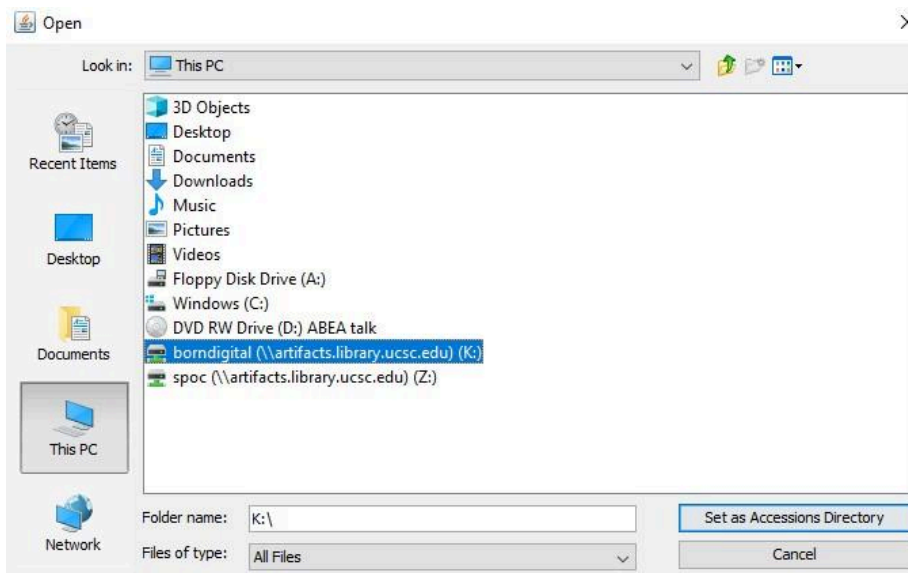 Open
Look in:
This PC
Recent Items
Desktop
Documents
This PC
Network
3D Objects
Desktop
Documents
Downloads
Music
Pictures
Videos
Floppy Disk Drive (A:)
Windows (C:)
DVD RW Drive (D:) ABEA talk
borndigital (\\artifacts.library.ucsc.edu) (K:)
spoc (\\artifacts.library.ucsc.edu) (Z:)
Folder name:
K:\
Set as Accessions Directory
Files of type:
All Files
Cancel